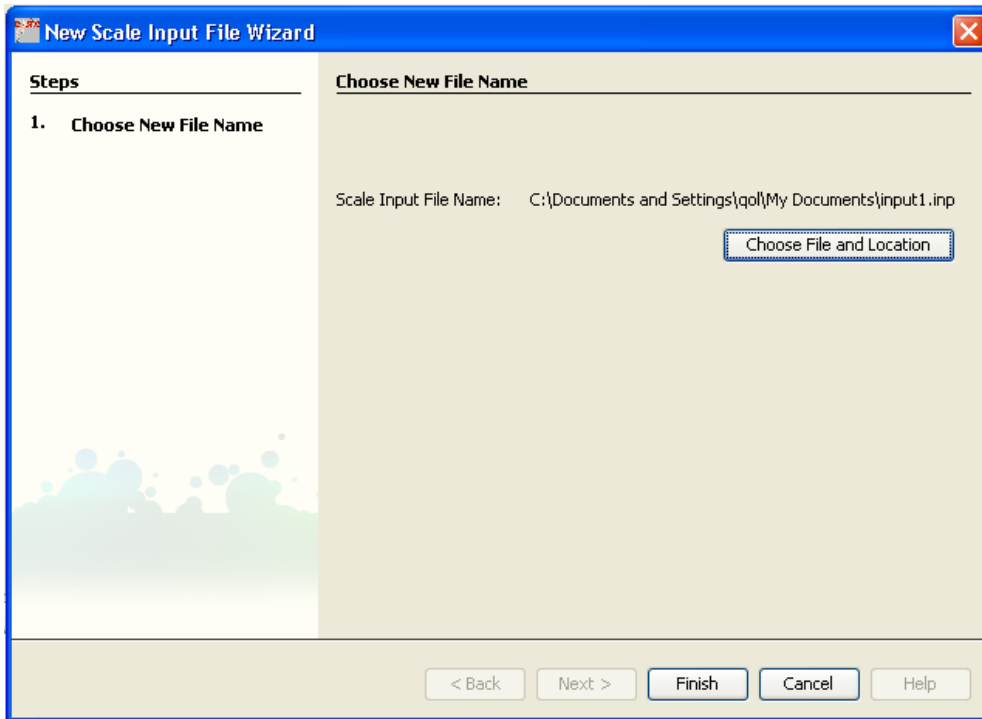 New Scale Input File Wizard
Steps
1. Choose New File Name
Choose New File Name
Scale Input File Name: C:\Documents and Settings\qol\My Documents\input1.inp
Choose File and Location
< Back Next > Finish Cancel Help